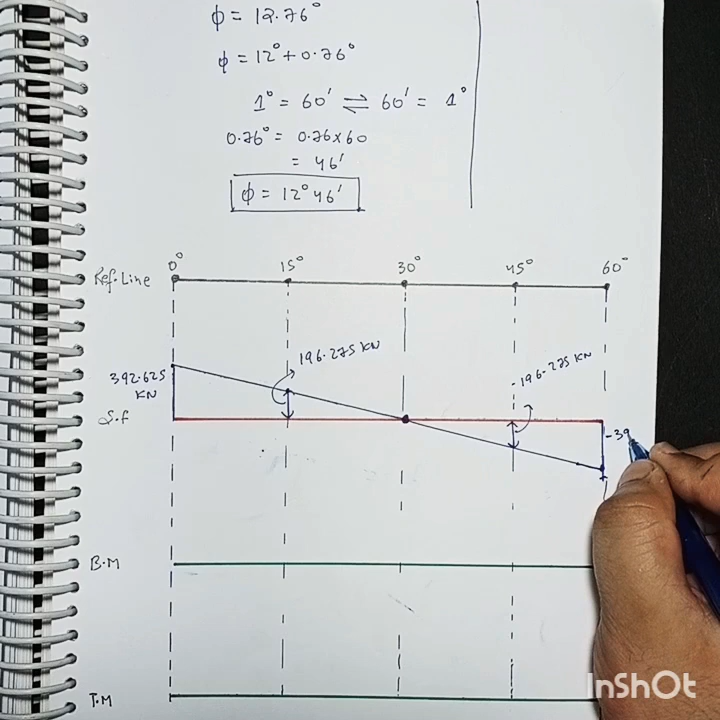 ϕ = 12.76°
ϕ = 12° + 0.76°
1° = 60' ⇌ 60' = 1°
0.76° = 0.76×60
= 46'
ϕ = 12° 46'
0° 15° 30° 45° 60°
Ref. Line
196.275 KN
-196.275 KN
392.625
KN
S.F
-39
B.M
T.M
InShOt